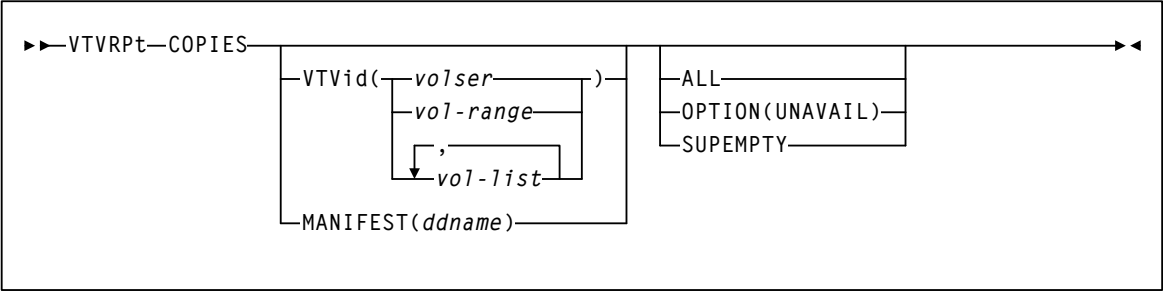 VTVRPt COPIES
VTVid( volser ) ALL
vol-range OPTION(UNAVAIL)
, SUPEMPTY
vol-list
MANIFEST(ddname)